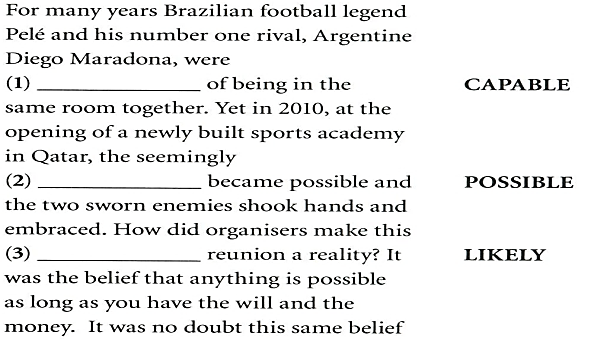 For many years Brazilian football legend
Pelé and his number one rival, Argentine
Diego Maradona, were
(1) _______________ of being in the CAPABLE
same room together. Yet in 2010, at the
opening of a newly built sports academy
in Qatar, the seemingly
(2) _______________ became possible and POSSIBLE
the two sworn enemies shook hands and
embraced. How did organisers make this
(3) _______________ reunion a reality? It LIKELY
was the belief that anything is possible
as long as you have the will and the
money. It was no doubt this same belief